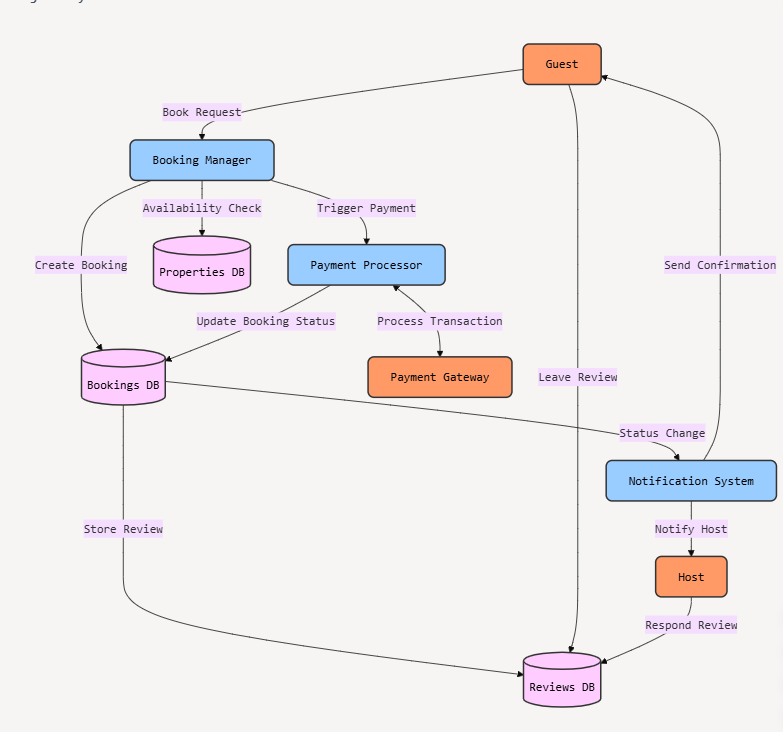 Guest
Book Request
Booking Manager
Availability Check
Trigger Payment
Create Booking
Properties DB
Payment Processor
Send Confirmation
Update Booking Status
Process Transaction
Bookings DB
Payment Gateway
Leave Review
Status Change
Notification System
Store Review
Notify Host
Host
Respond Review
Reviews DB